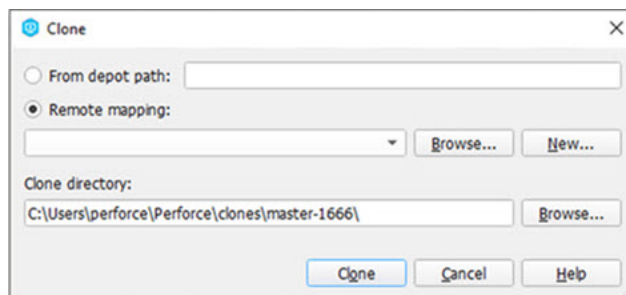 Clone
From depot path:
Remote mapping:
Browse... New...
Clone directory:
C:\Users\perforce\Perforce\clones\master-1666\ Browse...
Clone Cancel Help